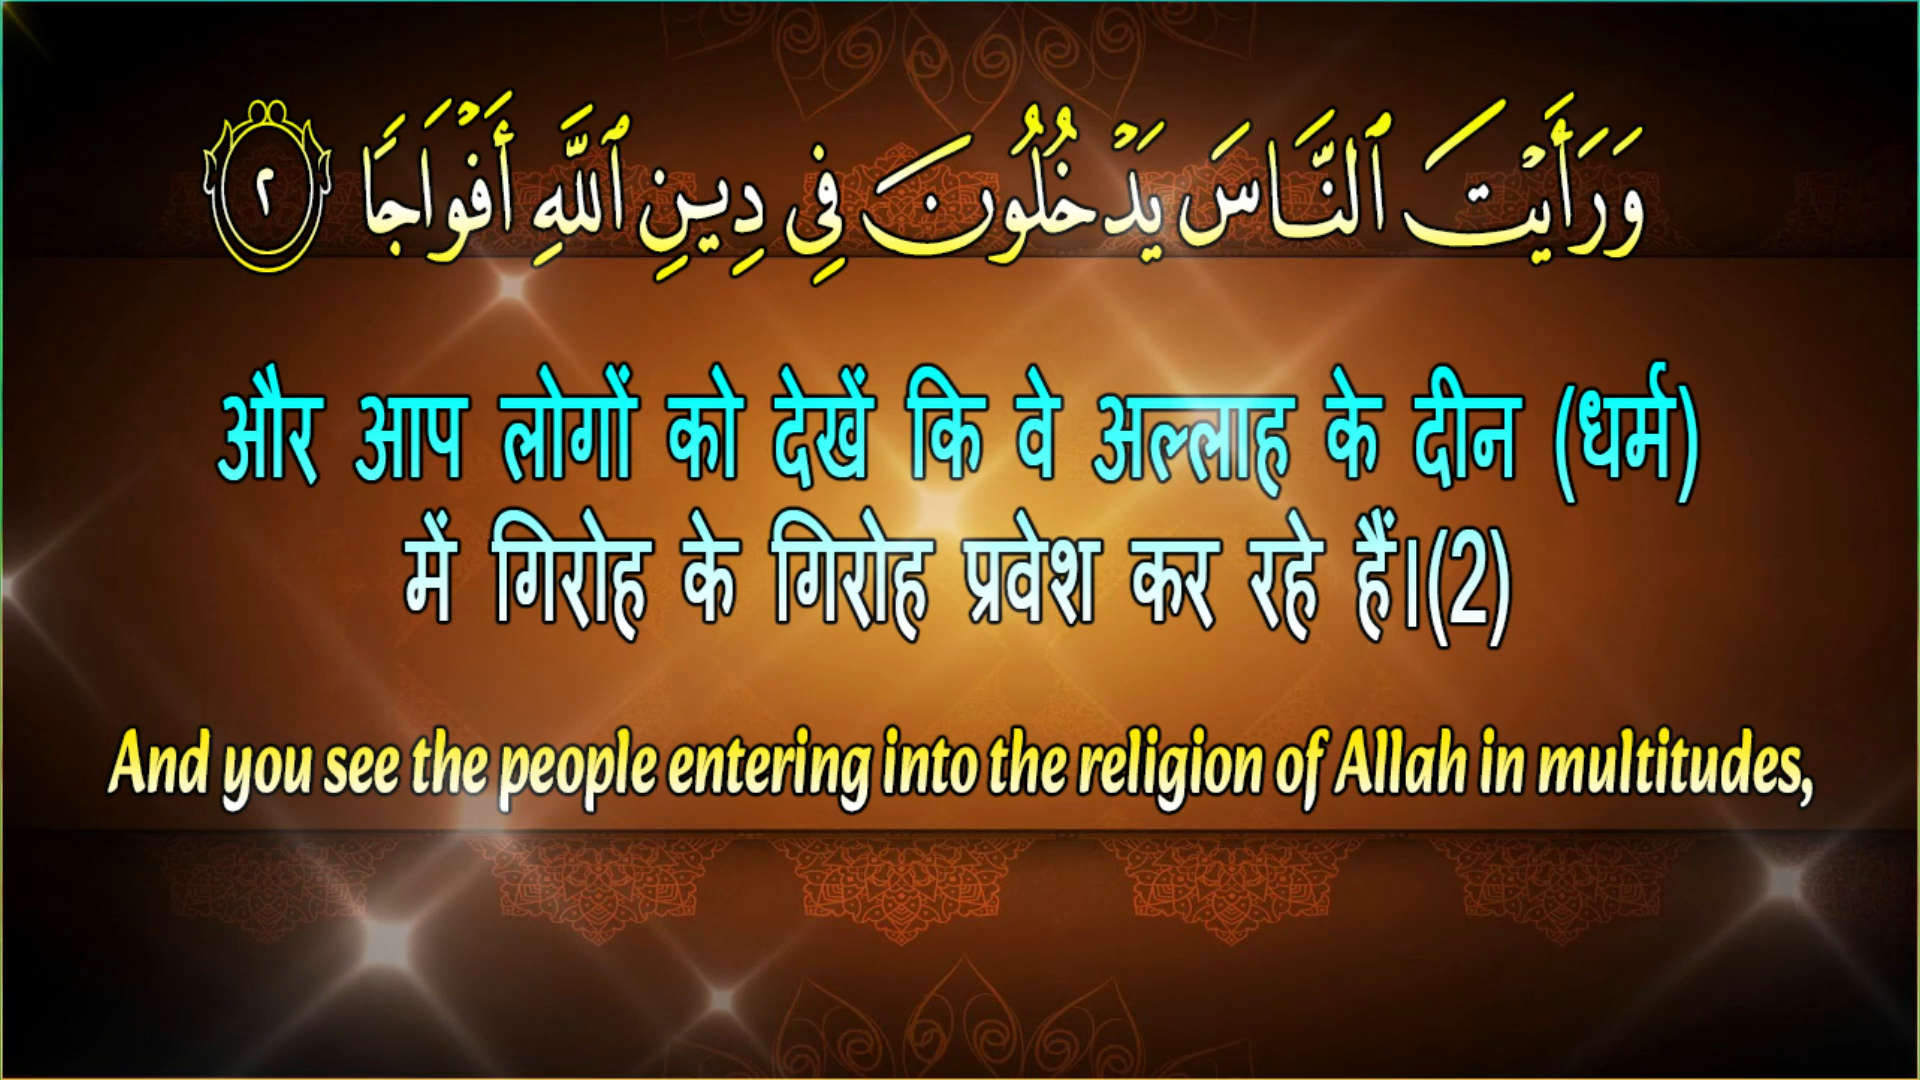 وَرَأَيۡتَ ٱلنَّاسَ يَدۡخُلُونَ فِي دِينِ ٱللَّهِ أَفۡوَاجٗا ٢
और आप लोगों को देखें कि वे अल्लाह के दीन (धर्म)
में गिरोह के गिरोह प्रवेश कर रहे हैं।(2)
And you see the people entering into the religion of Allah in multitudes,